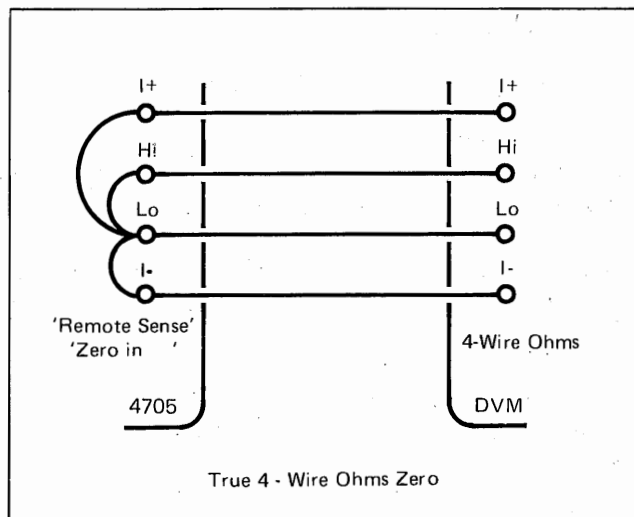 I+ I+
Hi Hi
Lo Lo
I- I-
'Remote Sense'
'Zero in '
4-Wire Ohms
4705 DVM
True 4 - Wire Ohms Zero